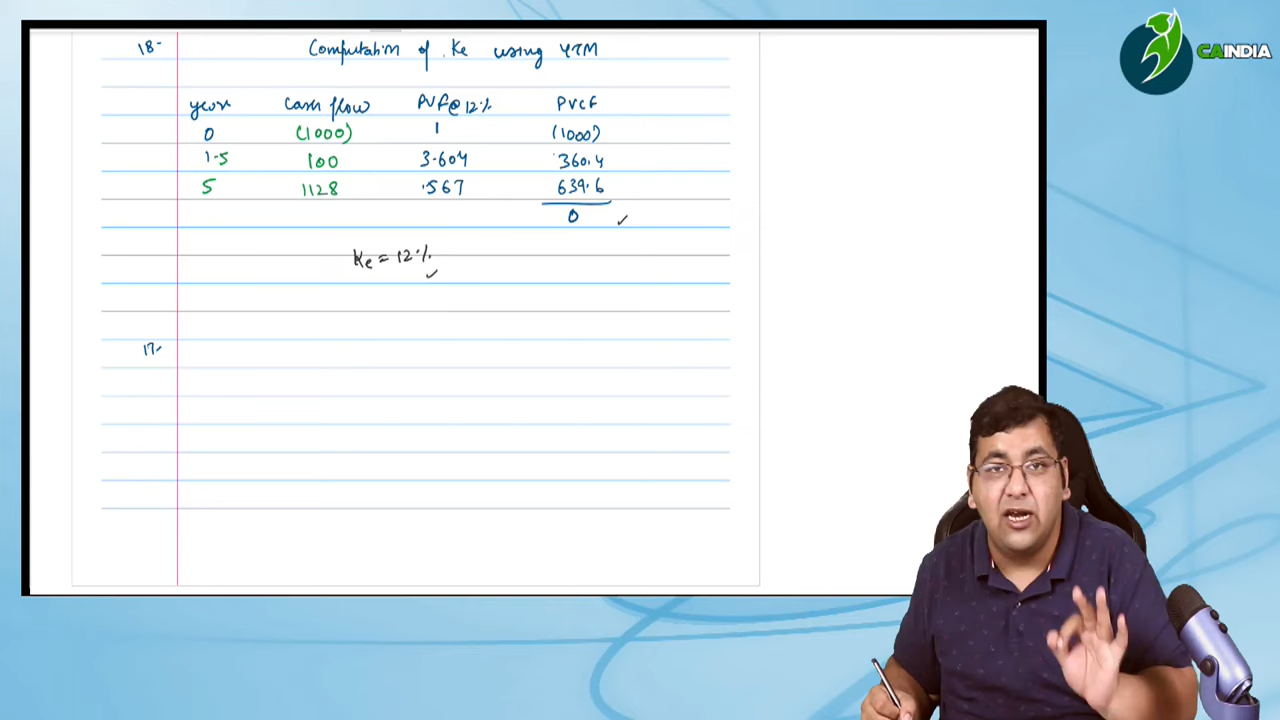 CAINDIA
18- Computation of Ke using YTM
year Cash flow PVF@12% PVCF
0 (1000) 1 (1000)
1-5 100 3.604 360.4
5 1128 .567 639.6
0 ✓
Ke = 12%
✓
17.